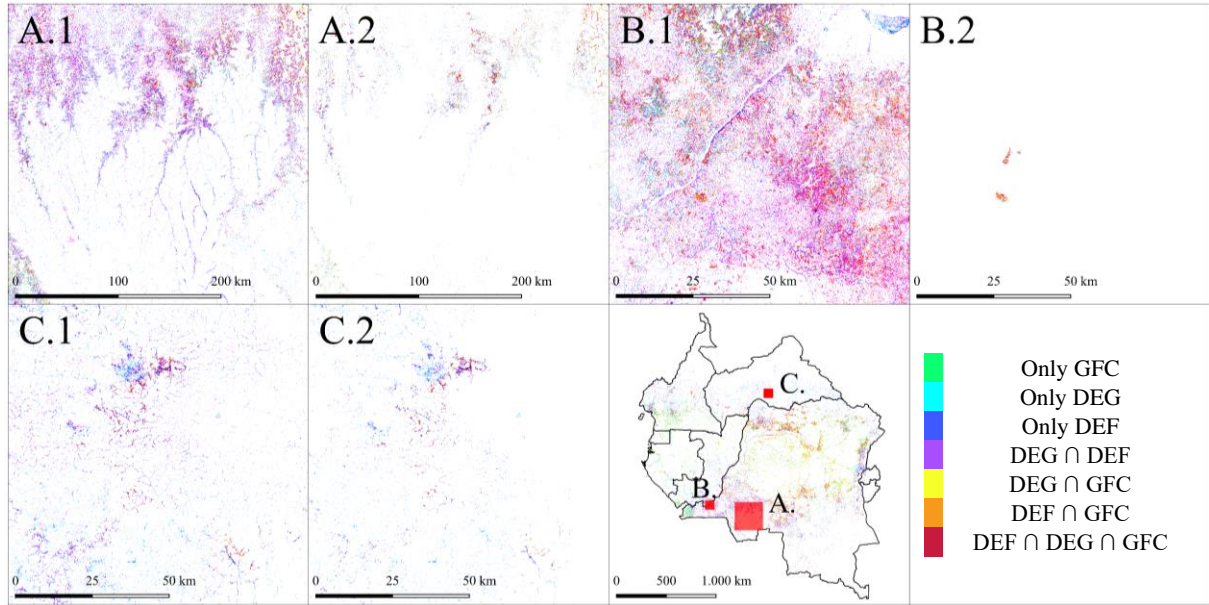 A.1
A.2
B.1
B.2
0 100 200 km
0 100 200 km
0 25 50 km
0 25 50 km
C.1
C.2
C.
B.
A.
0 25 50 km
0 25 50 km
0 500 1.000 km
Only GFC
Only DEG
Only DEF
DEG ∩ DEF
DEG ∩ GFC
DEF ∩ GFC
DEF ∩ DEG ∩ GFC